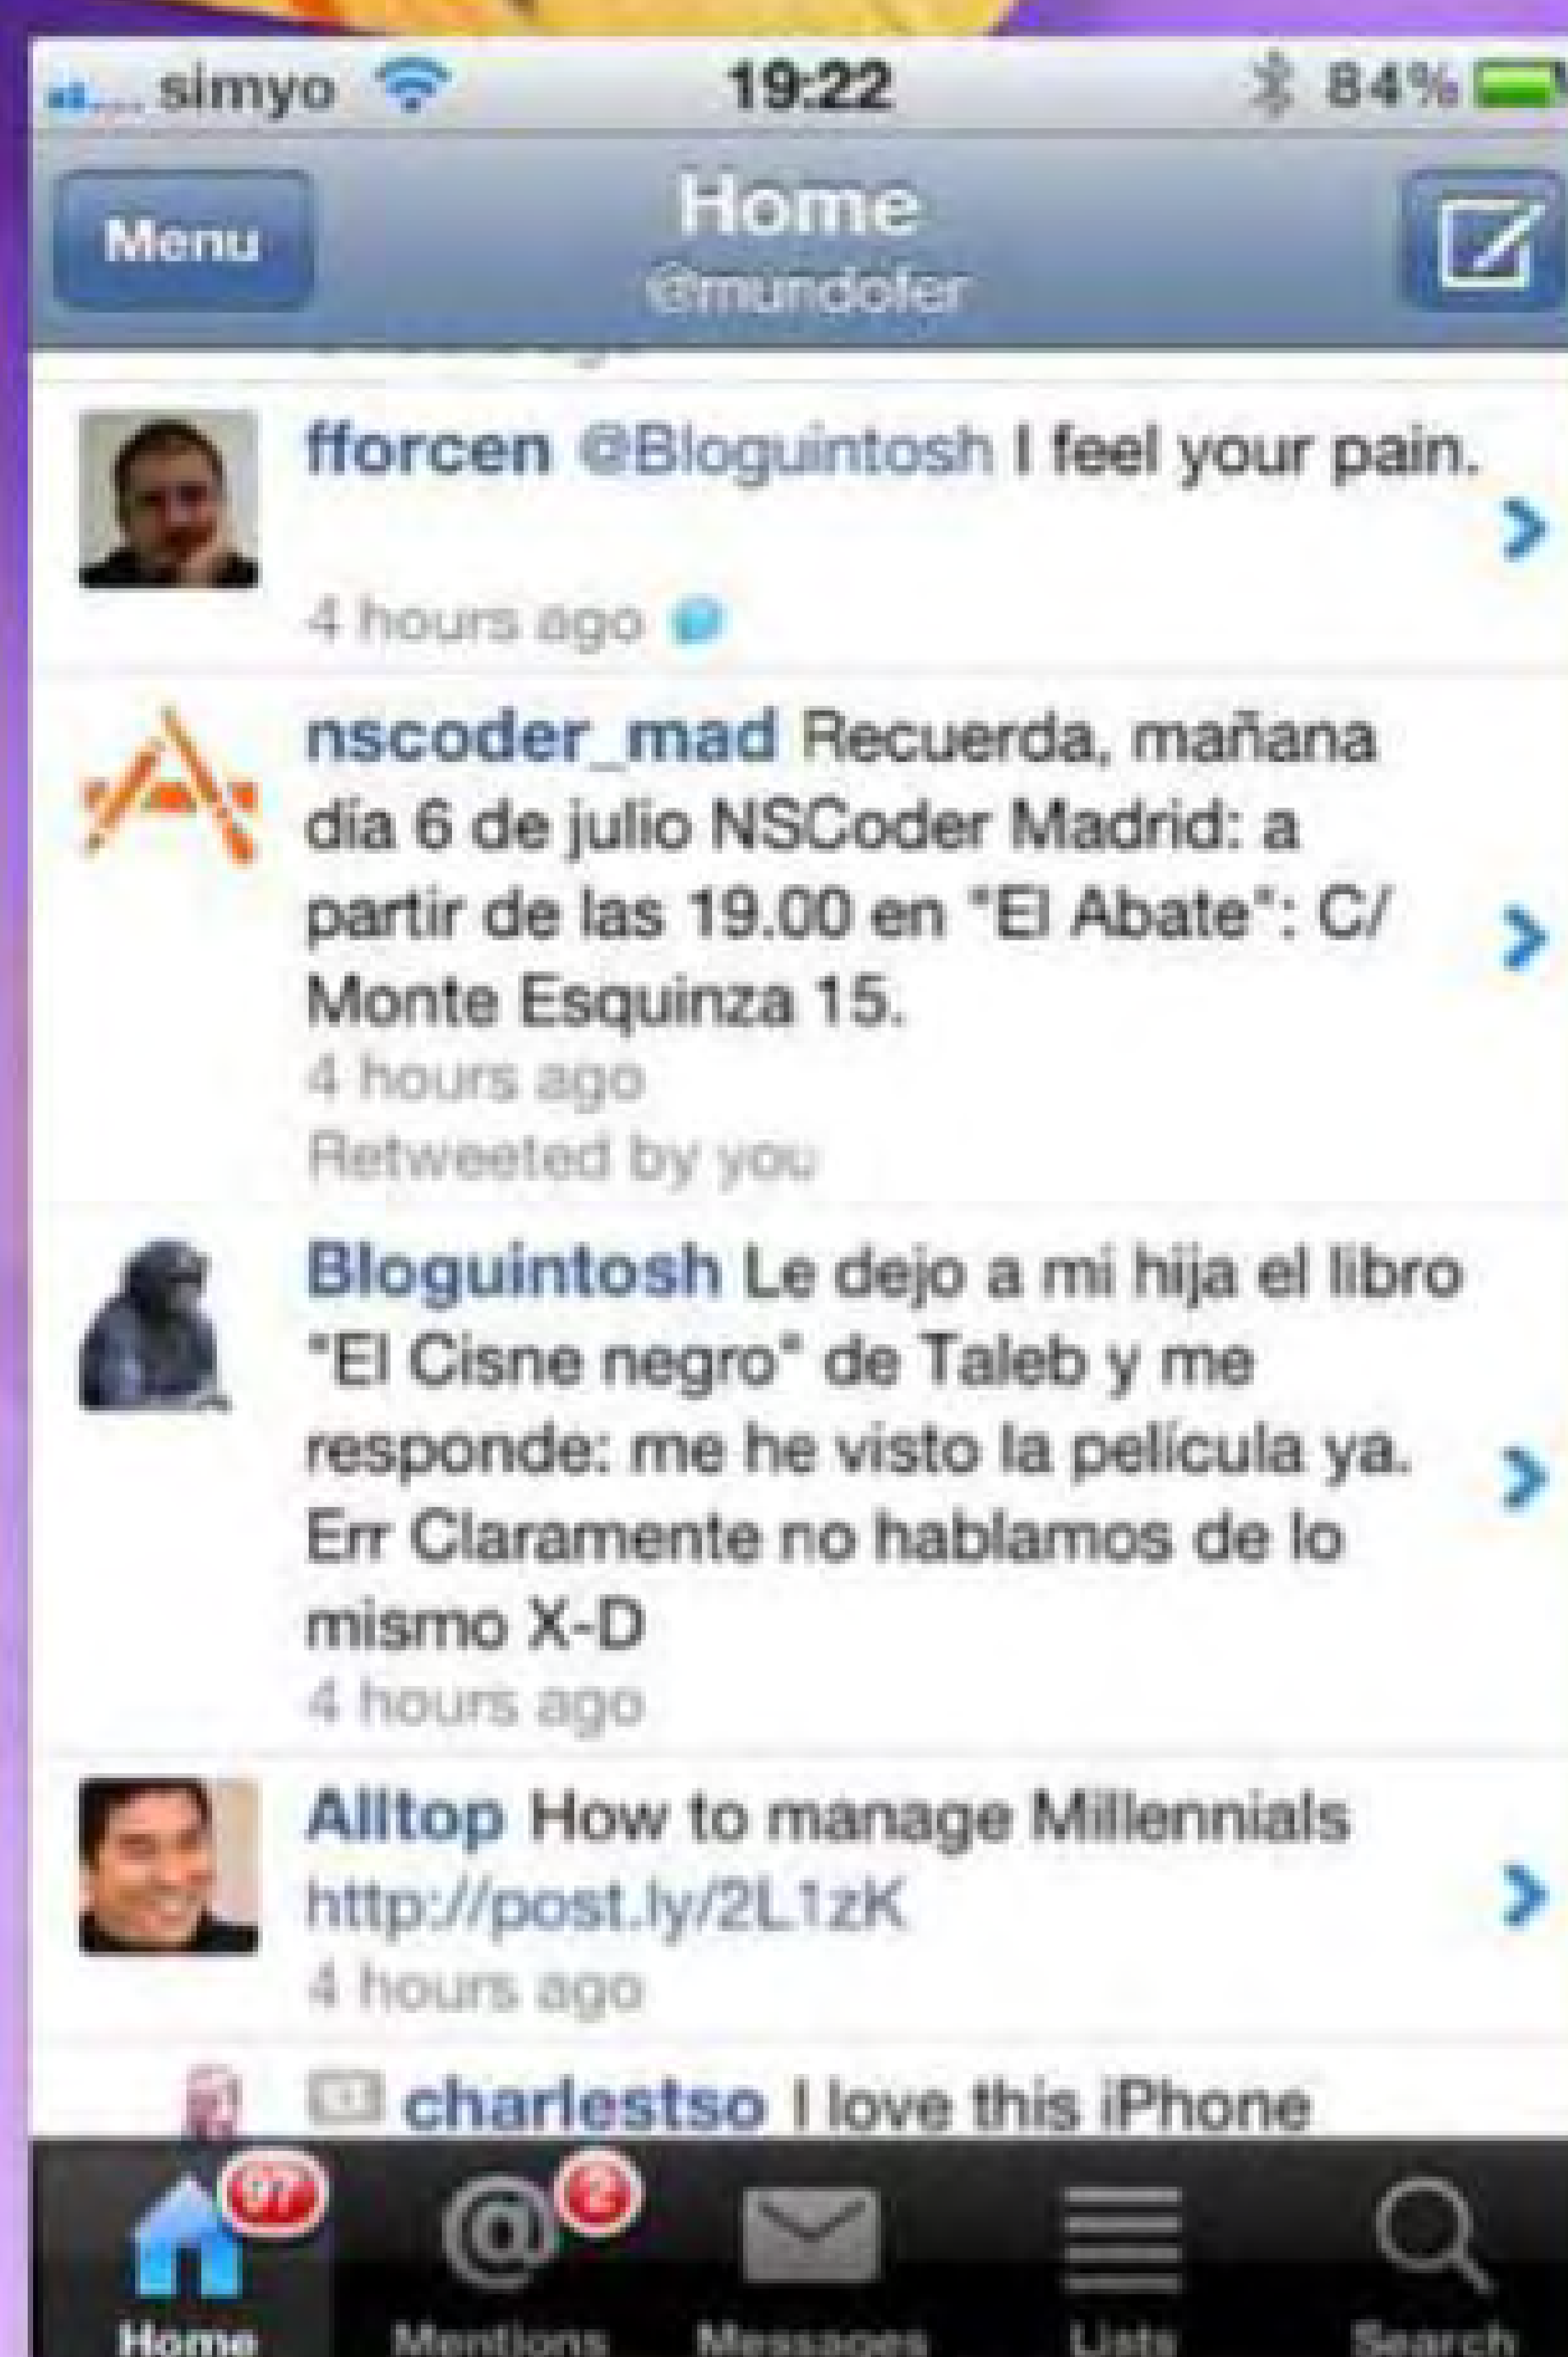 simyo
19:22
84%
Menu
Home
@mundofer
fforcen @Bloguintosh I feel your pain.
4 hours ago
nscoder_mad Recuerda, mañana
día 6 de julio NSCoder Madrid: a
partir de las 19.00 en "El Abate": C/
Monte Esquinza 15.
4 hours ago
Retweeted by you
Bloguintosh Le dejo a mi hija el libro
"El Cisne negro" de Taleb y me
responde: me he visto la película ya.
Err Claramente no hablamos de lo
mismo X-D
4 hours ago
Alltop How to manage Millennials
http://post.ly/2L1zK
4 hours ago
charlestso I love this iPhone
2
Home
Mentions
Messages
Lists
Search